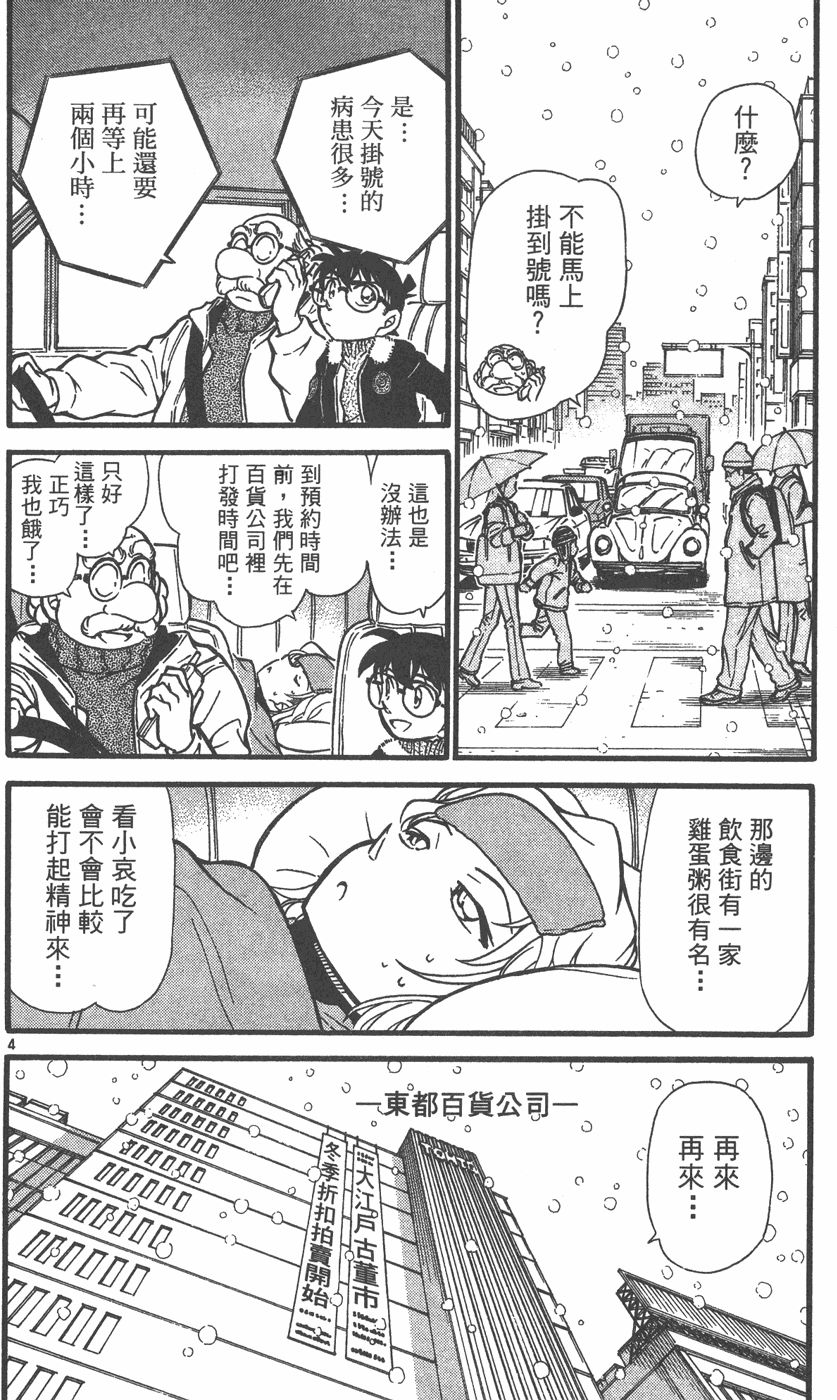 什麼?
不能馬上
掛到號嗎?
是…
今天掛號的
病患很多…
可能還要
再等上
兩個小時…
這也是
沒辦法…
到預約時間
前,我們先在
百貨公司裡
打發時間吧…
只好
這樣了…
正巧
我也餓了…
那邊的
飲食街有一家
雞蛋粥很有名…
看小哀吃了
會不會比較
能打起精神來…
4
—東都百貨公司—
再來
再來…
大江戶古董市
冬季折扣拍賣開始